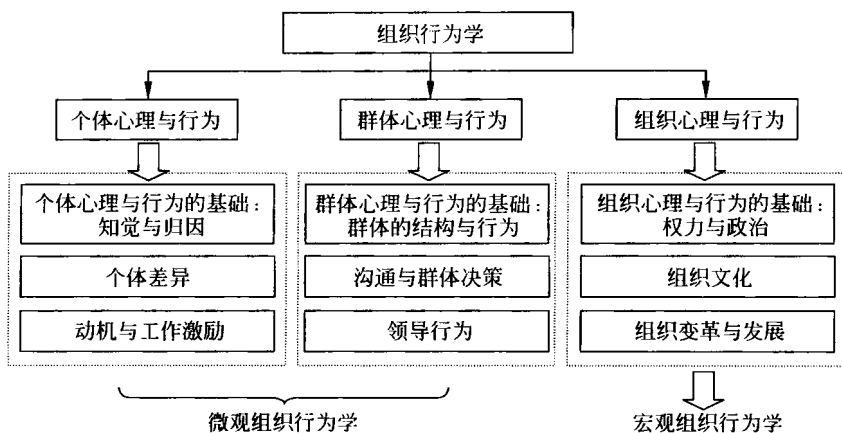 组织行为学
个体心理与行为
群体心理与行为
组织心理与行为
个体心理与行为的基础:
知觉与归因
个体差异
动机与工作激励
群体心理与行为的基础:
群体的结构与行为
沟通与群体决策
领导行为
组织心理与行为的基础:
权力与政治
组织文化
组织变革与发展
微观组织行为学
宏观组织行为学